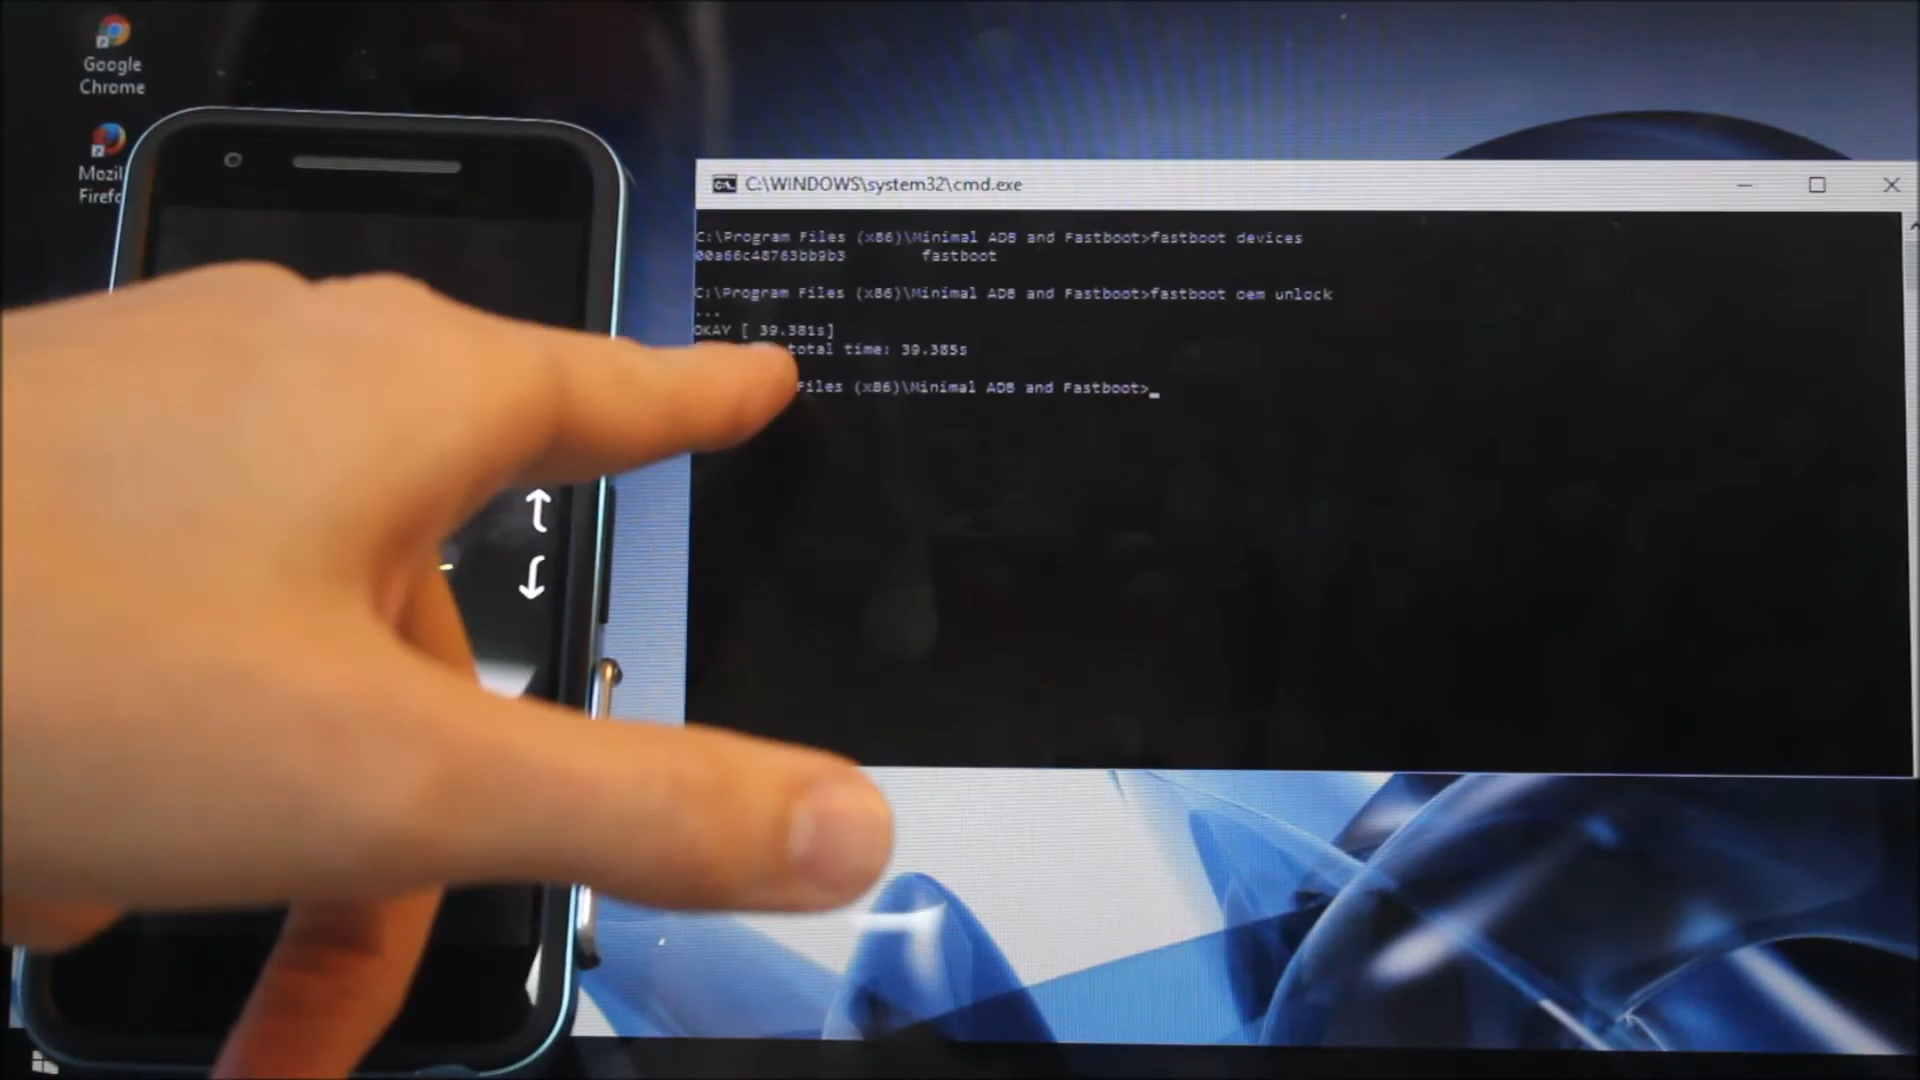 Google
Chrome
Mozil
Firefo
C:\WINDOWS\system32\cmd.exe
C:\Program Files (x86)\Minimal ADB and Fastboot>fastboot devices
00a66c48763bb9b3 fastboot
C:\Program Files (x86)\Minimal ADB and Fastboot>fastboot oem unlock
...
OKAY [ 39.381s]
total time: 39.385s
Files (x86)\Minimal ADB and Fastboot>_